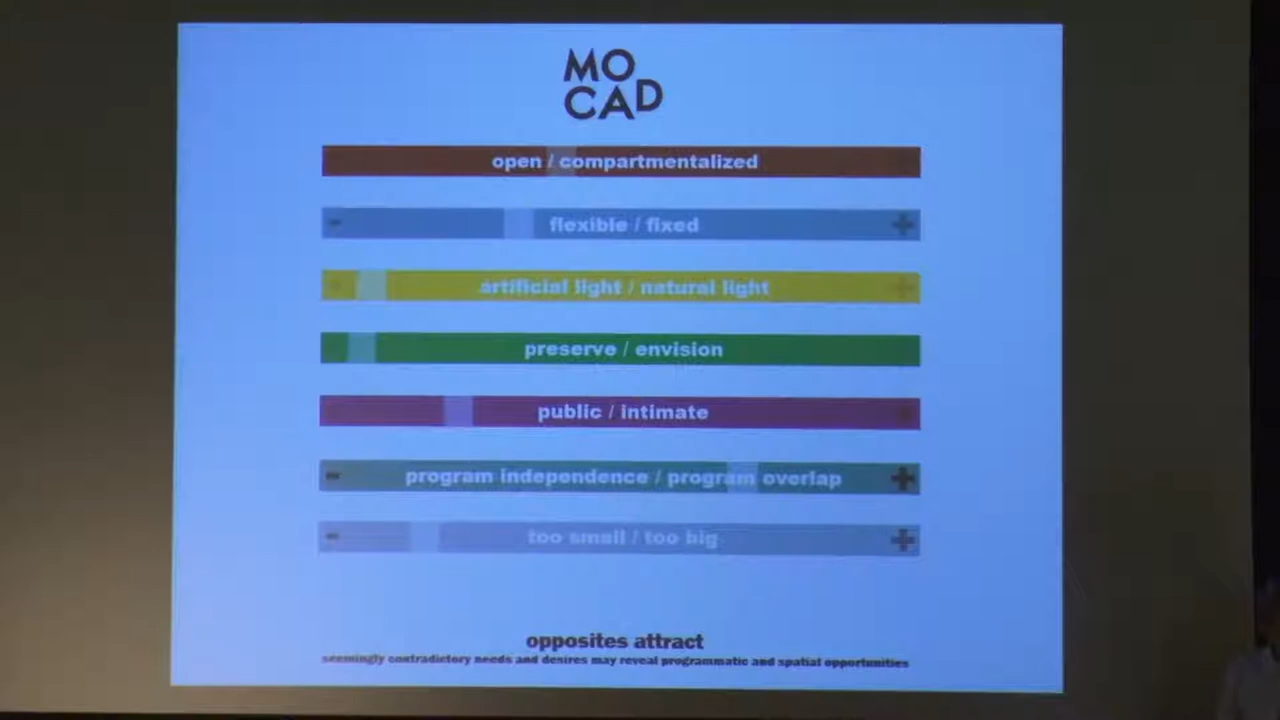 MO
CAD
open / compartmentalized
- flexible / fixed +
artificial light / natural light +
preserve / envision
public / intimate
- program independence / program overlap +
- too small / too big +
opposites attract
seemingly contradictory needs and desires may reveal programmatic and spatial opportunities